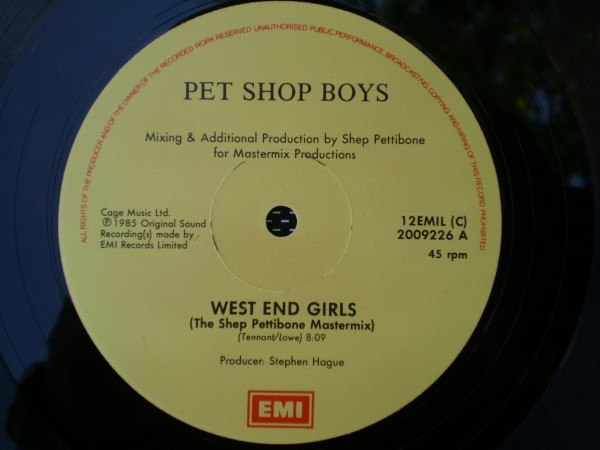 ALL RIGHTS OF THE PRODUCER AND OF THE OWNER OF THE RECORDED WORK RESERVED. UNAUTHORISED PUBLIC PERFORMANCE, BROADCASTING, COPYING AND HIRING OF THIS RECORD PROHIBITED
PET SHOP BOYS
Mixing & Additional Production by Shep Pettibone
for Mastermix Productions
Cage Music Ltd.
℗ 1985 Original Sound
Recording(s) made by
EMI Records Limited
12EMIL (C)
2009226 A
45 rpm
WEST END GIRLS
(The Shep Pettibone Mastermix)
(Tennant/Lowe) 8:09
Producer: Stephen Hague
EMI